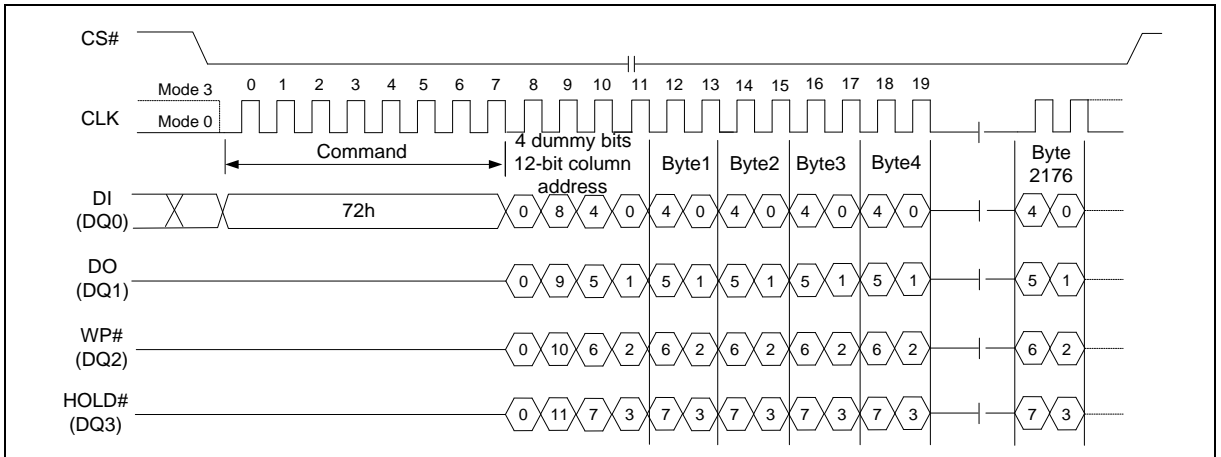 CS#
Mode 3
0 1 2 3 4 5 6 7 8 9 10 11 12 13 14 15 16 17 18 19
CLK
Mode 0
Command
4 dummy bits
12-bit column
address
Byte1 Byte2 Byte3 Byte4
Byte
2176
DI
(DQ0)
72h
0 8 4 0 4 0 4 0 4 0 4 0 4 0
DO
(DQ1)
0 9 5 1 5 1 5 1 5 1 5 1 5 1
WP#
(DQ2)
0 10 6 2 6 2 6 2 6 2 6 2 6 2
HOLD#
(DQ3)
0 11 7 3 7 3 7 3 7 3 7 3 7 3